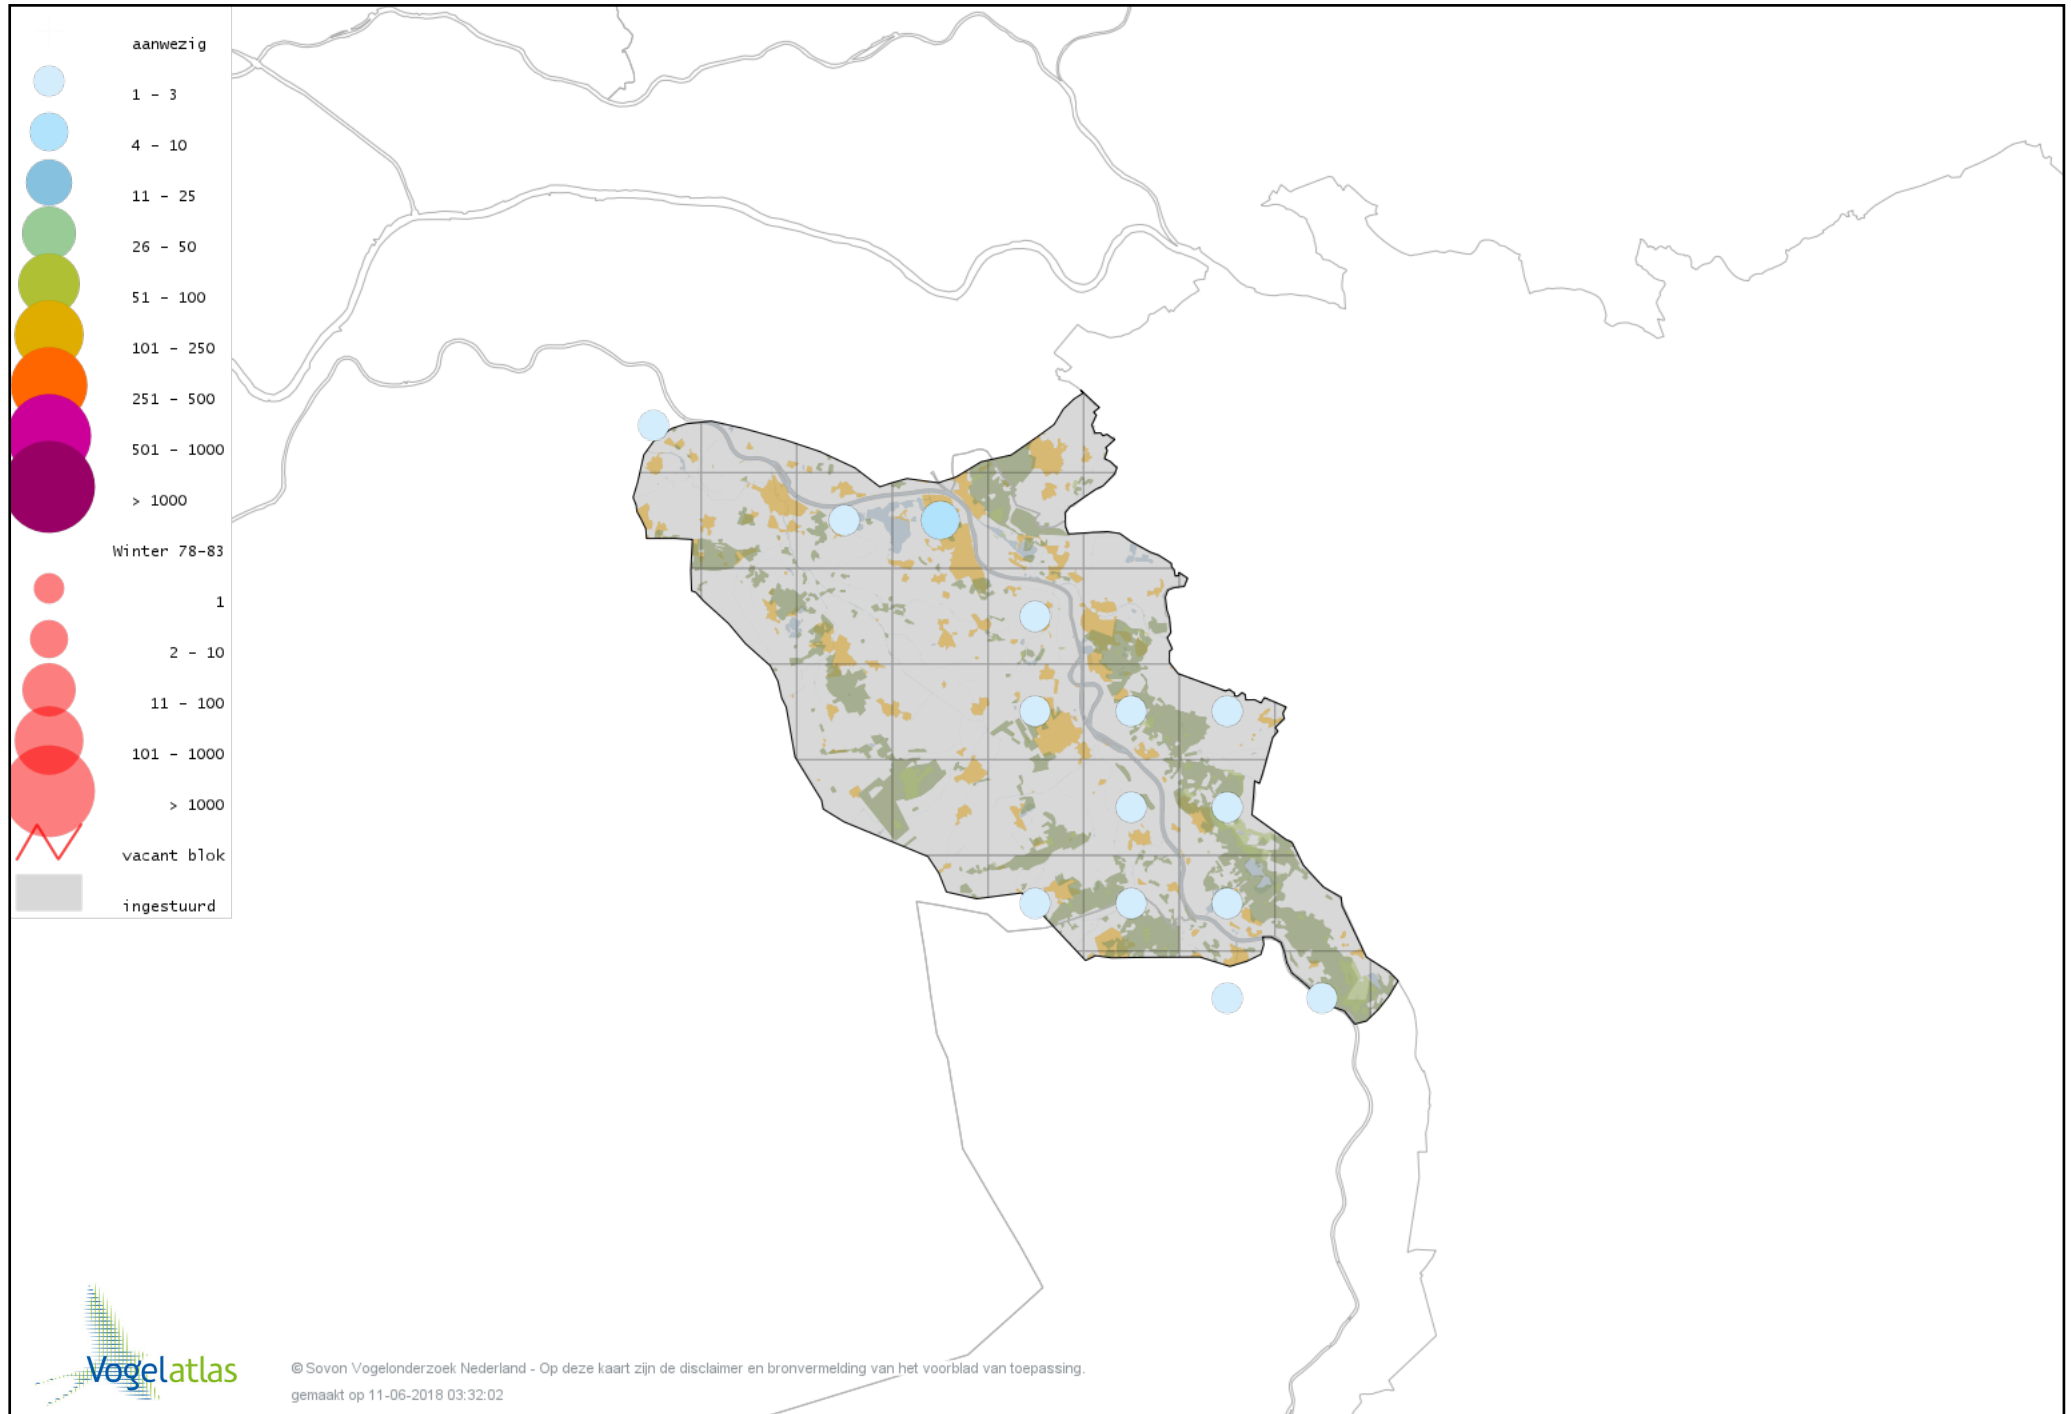 aanwezig
1 - 3
4 - 10
11 - 25
26 - 50
51 - 100
101 - 250
251 - 500
501 - 1000
> 1000
Winter 78-83
1
2 - 10
11 - 100
101 - 1000
> 1000
vacant blok
ingestuurd
Vogelatlas
© Sovon Vogelonderzoek Nederland - Op deze kaart zijn de disclaimer en bronvermelding van het voorblad van toepassing.
gemaakt op 11-06-2018 03:32:02